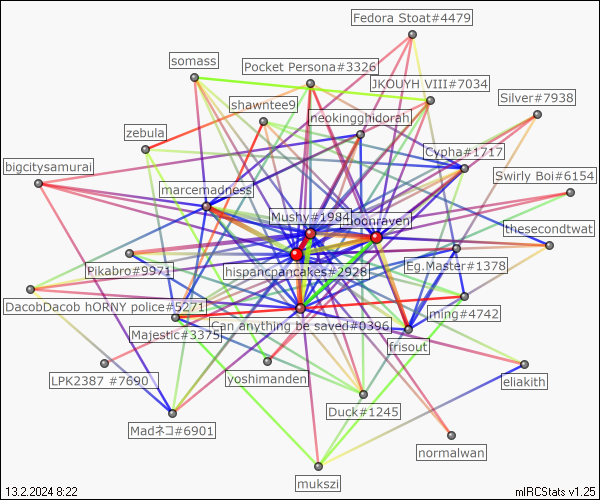 Fedora Stoat#4479
somass
Pocket Persona#3326
JKOUYH VIII#7034
shawntee9
Silver#7938
neokingghidorah
zebula
Cypha#1717
bigcitysamurai
Swirly Boi#6154
marcemadness
Mushy#1984
moonraven
thesecondtwat
Pikabro#9971
hispancpancakes#2928
Eg.Master#1378
DacobDacob hORNY police#5271
ming#4742
Majestic#3375
Can anything be saved#0396
frisout
LPK2387 #7690
yoshimanden
eliakith
Duck#1245
Madネコ#6901
normalwan
mukszi
13.2.2024 8:22
mIRCStats v1.25